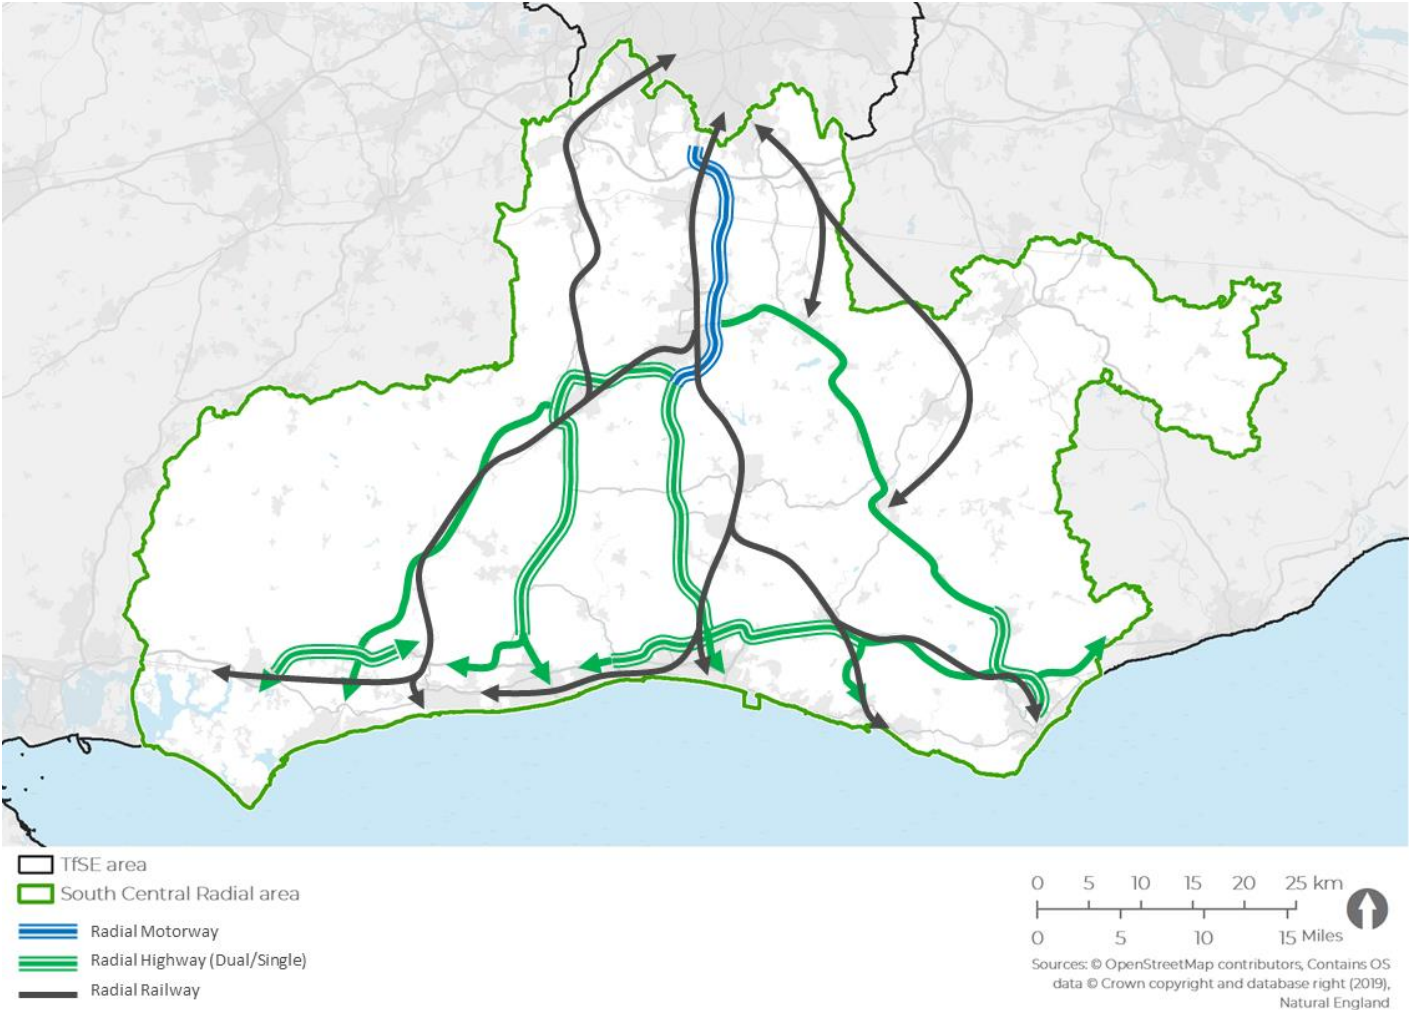 TfSE area
South Central Radial area
Radial Motorway
Radial Highway (Dual/Single)
Radial Railway
0 5 10 15 20 25 km
0 5 10 15 Miles
Sources: © OpenStreetMap contributors, Contains OS
data © Crown copyright and database right (2019),
Natural England